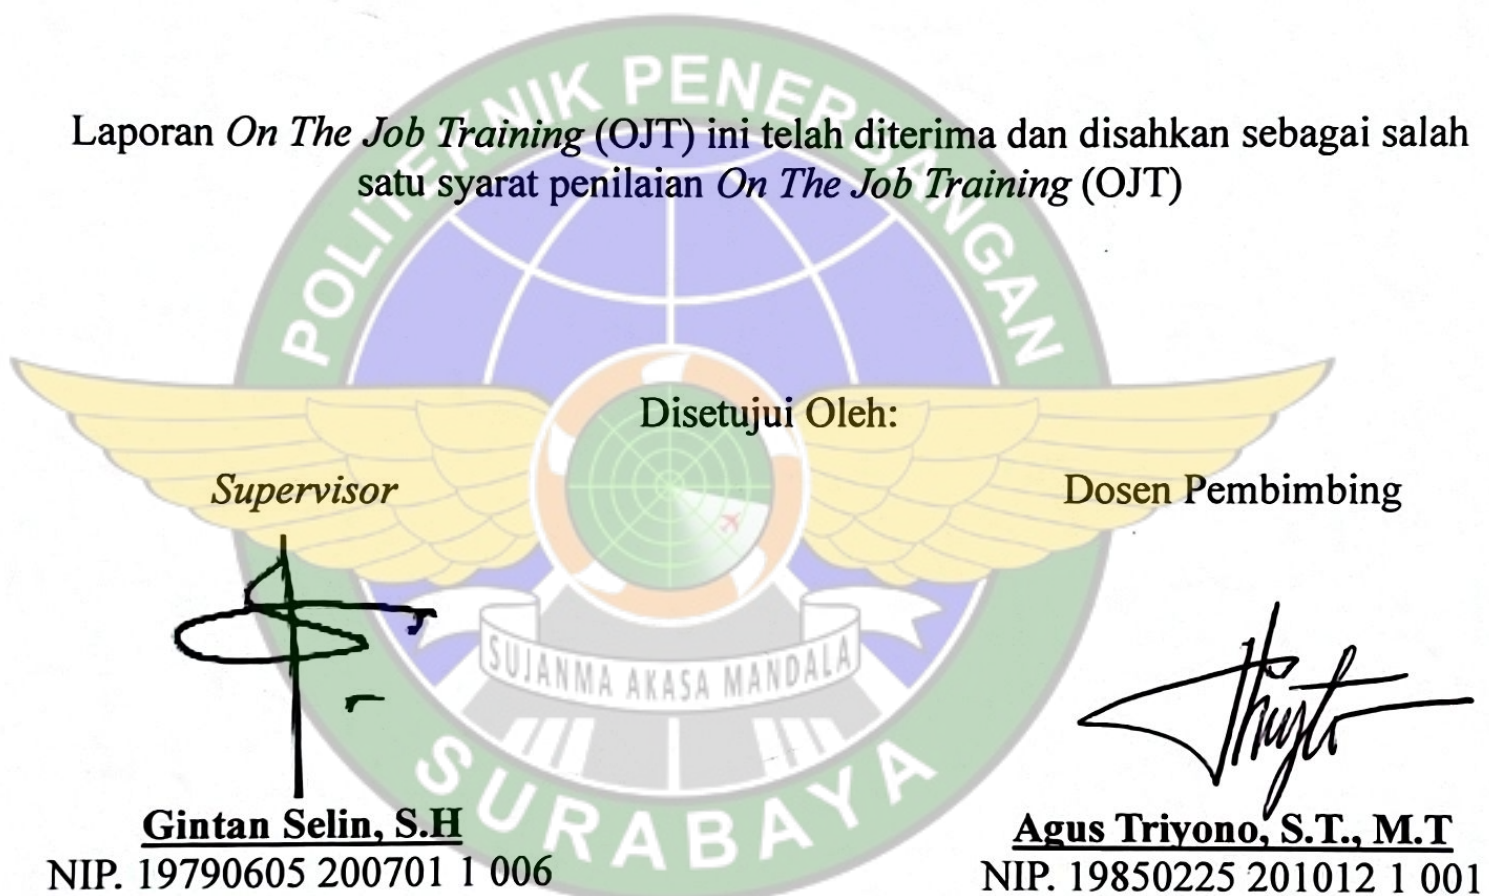 POLITEKNIK PENERBANGAN
Laporan On The Job Training (OJT) ini telah diterima dan disahkan sebagai salah
satu syarat penilaian On The Job Training (OJT)
Disetujui Oleh:
Supervisor
Dosen Pembimbing
SUJANMA AKASA MANDALA
SURABAYA
Gintan Selin, S.H
NIP. 19790605 200701 1 006
Agus Triyono, S.T., M.T
NIP. 19850225 201012 1 001